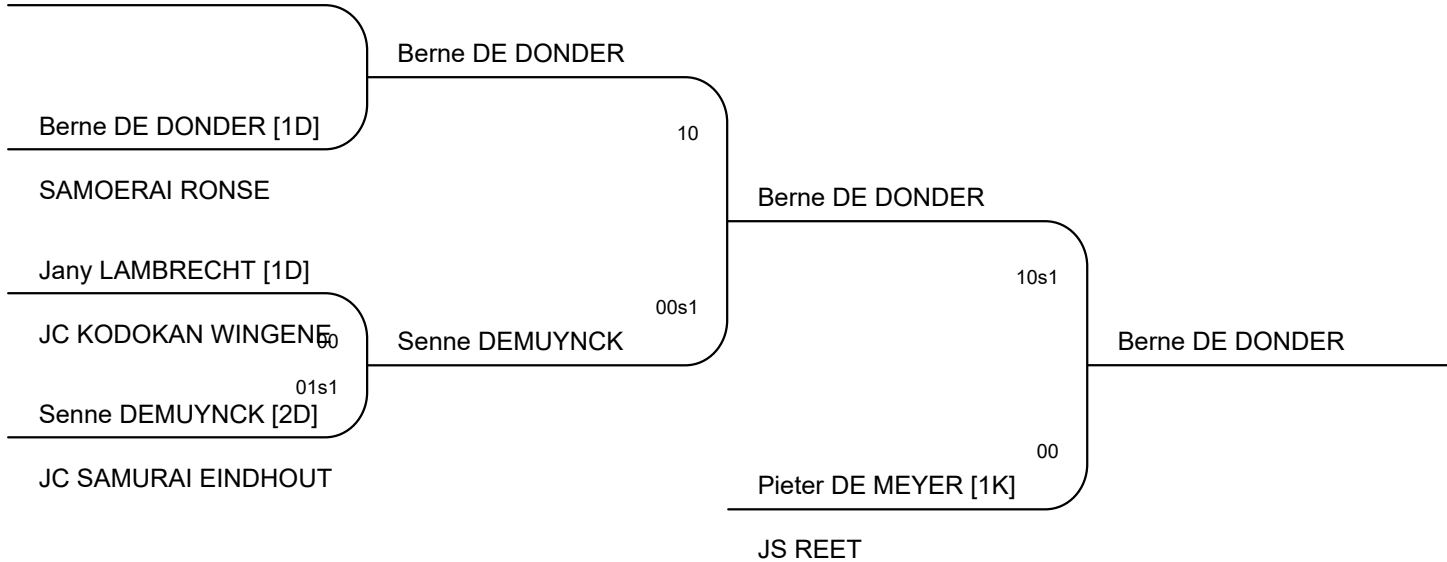 Berne DE DONDER
10
Berne DE DONDER [1D]
SAMOERAI RONSE
Berne DE DONDER
Jany LAMBRECHT [1D]
10s1
00s1
JC KODOKAN WINGENE
00
Senne DEMUYNCK
Berne DE DONDER
01s1
Senne DEMUYNCK [2D]
00
JC SAMURAI EINDHOUT
Pieter DE MEYER [1K]
JS REET